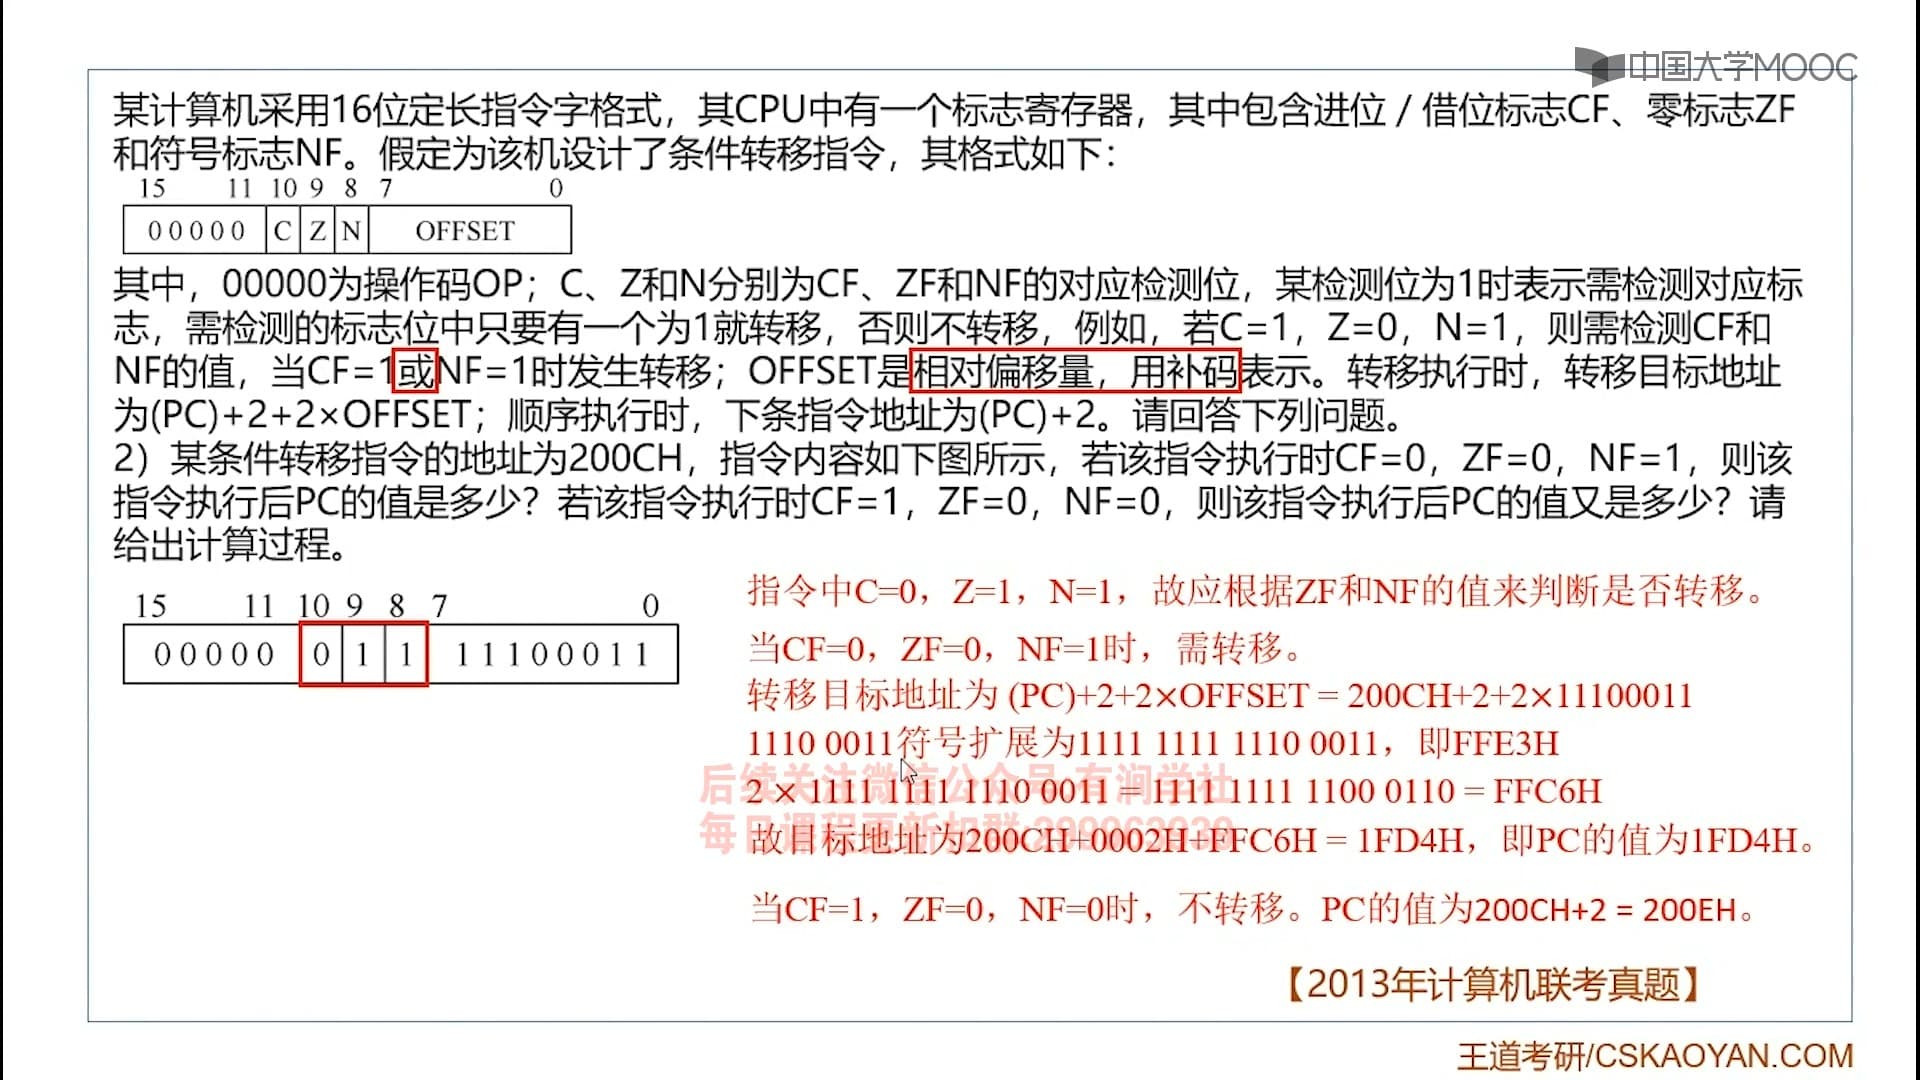 中国大学MOOC
某计算机采用16位定长指令字格式，其CPU中有一个标志寄存器，其中包含进位 / 借位标志CF、零标志ZF
和符号标志NF。假定为该机设计了条件转移指令，其格式如下：
15 11 10 9 8 7 0
0 0 0 0 0 C Z N OFFSET
其中，00000为操作码OP；C、Z和N分别为CF、ZF和NF的对应检测位，某检测位为1时表示需检测对应标
志，需检测的标志位中只要有一个为1就转移，否则不转移，例如，若C=1，Z=0，N=1，则需检测CF和
NF的值，当CF=1或NF=1时发生转移；OFFSET是相对偏移量，用补码表示。转移执行时，转移目标地址
为(PC)+2+2×OFFSET；顺序执行时，下条指令地址为(PC)+2。请回答下列问题。
2）某条件转移指令的地址为200CH，指令内容如下图所示，若该指令执行时CF=0，ZF=0，NF=1，则该
指令执行后PC的值是多少？若该指令执行时CF=1，ZF=0，NF=0，则该指令执行后PC的值又是多少？请
给出计算过程。
15 11 10 9 8 7 0
0 0 0 0 0 0 1 1 1 1 1 0 0 0 1 1
指令中C=0，Z=1，N=1，故应根据ZF和NF的值来判断是否转移。
当CF=0，ZF=0，NF=1时，需转移。
转移目标地址为 (PC)+2+2×OFFSET = 200CH+2+2×11100011
1110 0011符号扩展为1111 1111 1110 0011，即FFE3H
后续关注微信公众号:有涧学社
2 × 1111 1111 1110 0011 = 1111 1111 1100 0110 = FFC6H
故目标地址为200CH+0002H+FFC6H = 1FD4H，即PC的值为1FD4H。
当CF=1，ZF=0，NF=0时，不转移。PC的值为200CH+2 = 200EH。
【2013年计算机联考真题】
王道考研/CSKAOYAN.COM